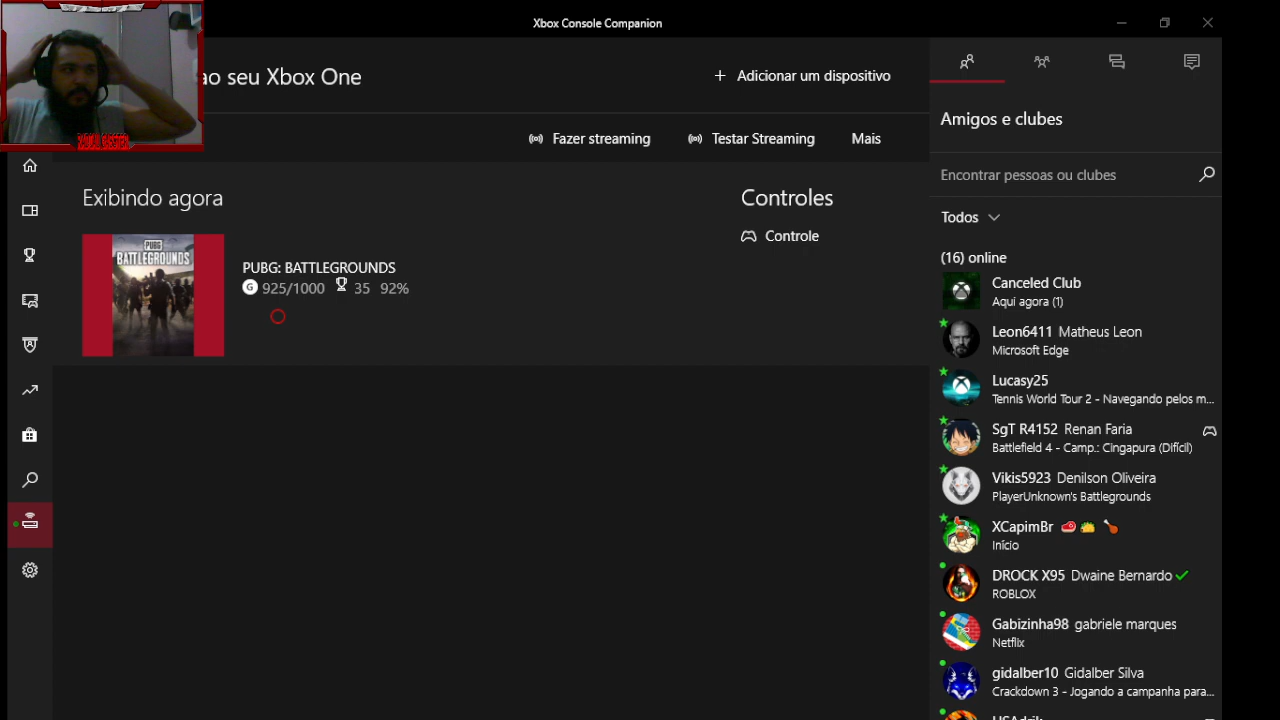 Xbox Console Companion
ao seu Xbox One
Adicionar um dispositivo
Fazer streaming
Testar Streaming
Mais
Exibindo agora
PUBG
BATTLEGROUNDS
PUBG: BATTLEGROUNDS
G 925/1000 35 92%
Controles
Controle
Amigos e clubes
Encontrar pessoas ou clubes
Todos
(16) online
Canceled Club
Aqui agora (1)
Leon6411 Matheus Leon
Microsoft Edge
Lucasy25
Tennis World Tour 2 - Navegando pelos m...
SgT R4152 Renan Faria
Battlefield 4 - Camp.: Cingapura (Difícil)
Vikis5923 Denilson Oliveira
PlayerUnknown's Battlegrounds
XCapimBr 🥩 🌮 🍗
Início
DROCK X95 Dwaine Bernardo
ROBLOX
Gabizinha98 gabriele marques
Netflix
gidalber10 Gidalber Silva
Crackdown 3 - Jogando a campanha para...